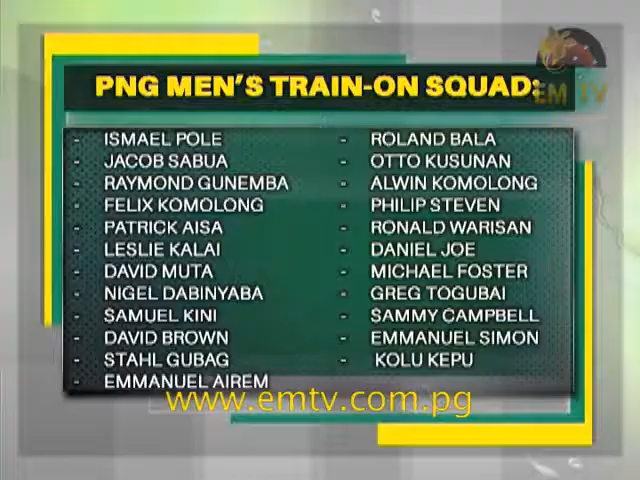 EM TV
PNG MEN'S TRAIN-ON SQUAD:
- ISMAEL POLE
- JACOB SABUA
- RAYMOND GUNEMBA
- FELIX KOMOLONG
- PATRICK AISA
- LESLIE KALAI
- DAVID MUTA
- NIGEL DABINYABA
- SAMUEL KINI
- DAVID BROWN
- STAHL GUBAG
- EMMANUEL AIREM
- ROLAND BALA
- OTTO KUSUNAN
- ALWIN KOMOLONG
- PHILIP STEVEN
- RONALD WARISAN
- DANIEL JOE
- MICHAEL FOSTER
- GREG TOGUBAI
- SAMMY CAMPBELL
- EMMANUEL SIMON
- KOLU KEPU
www.emtv.com.pg